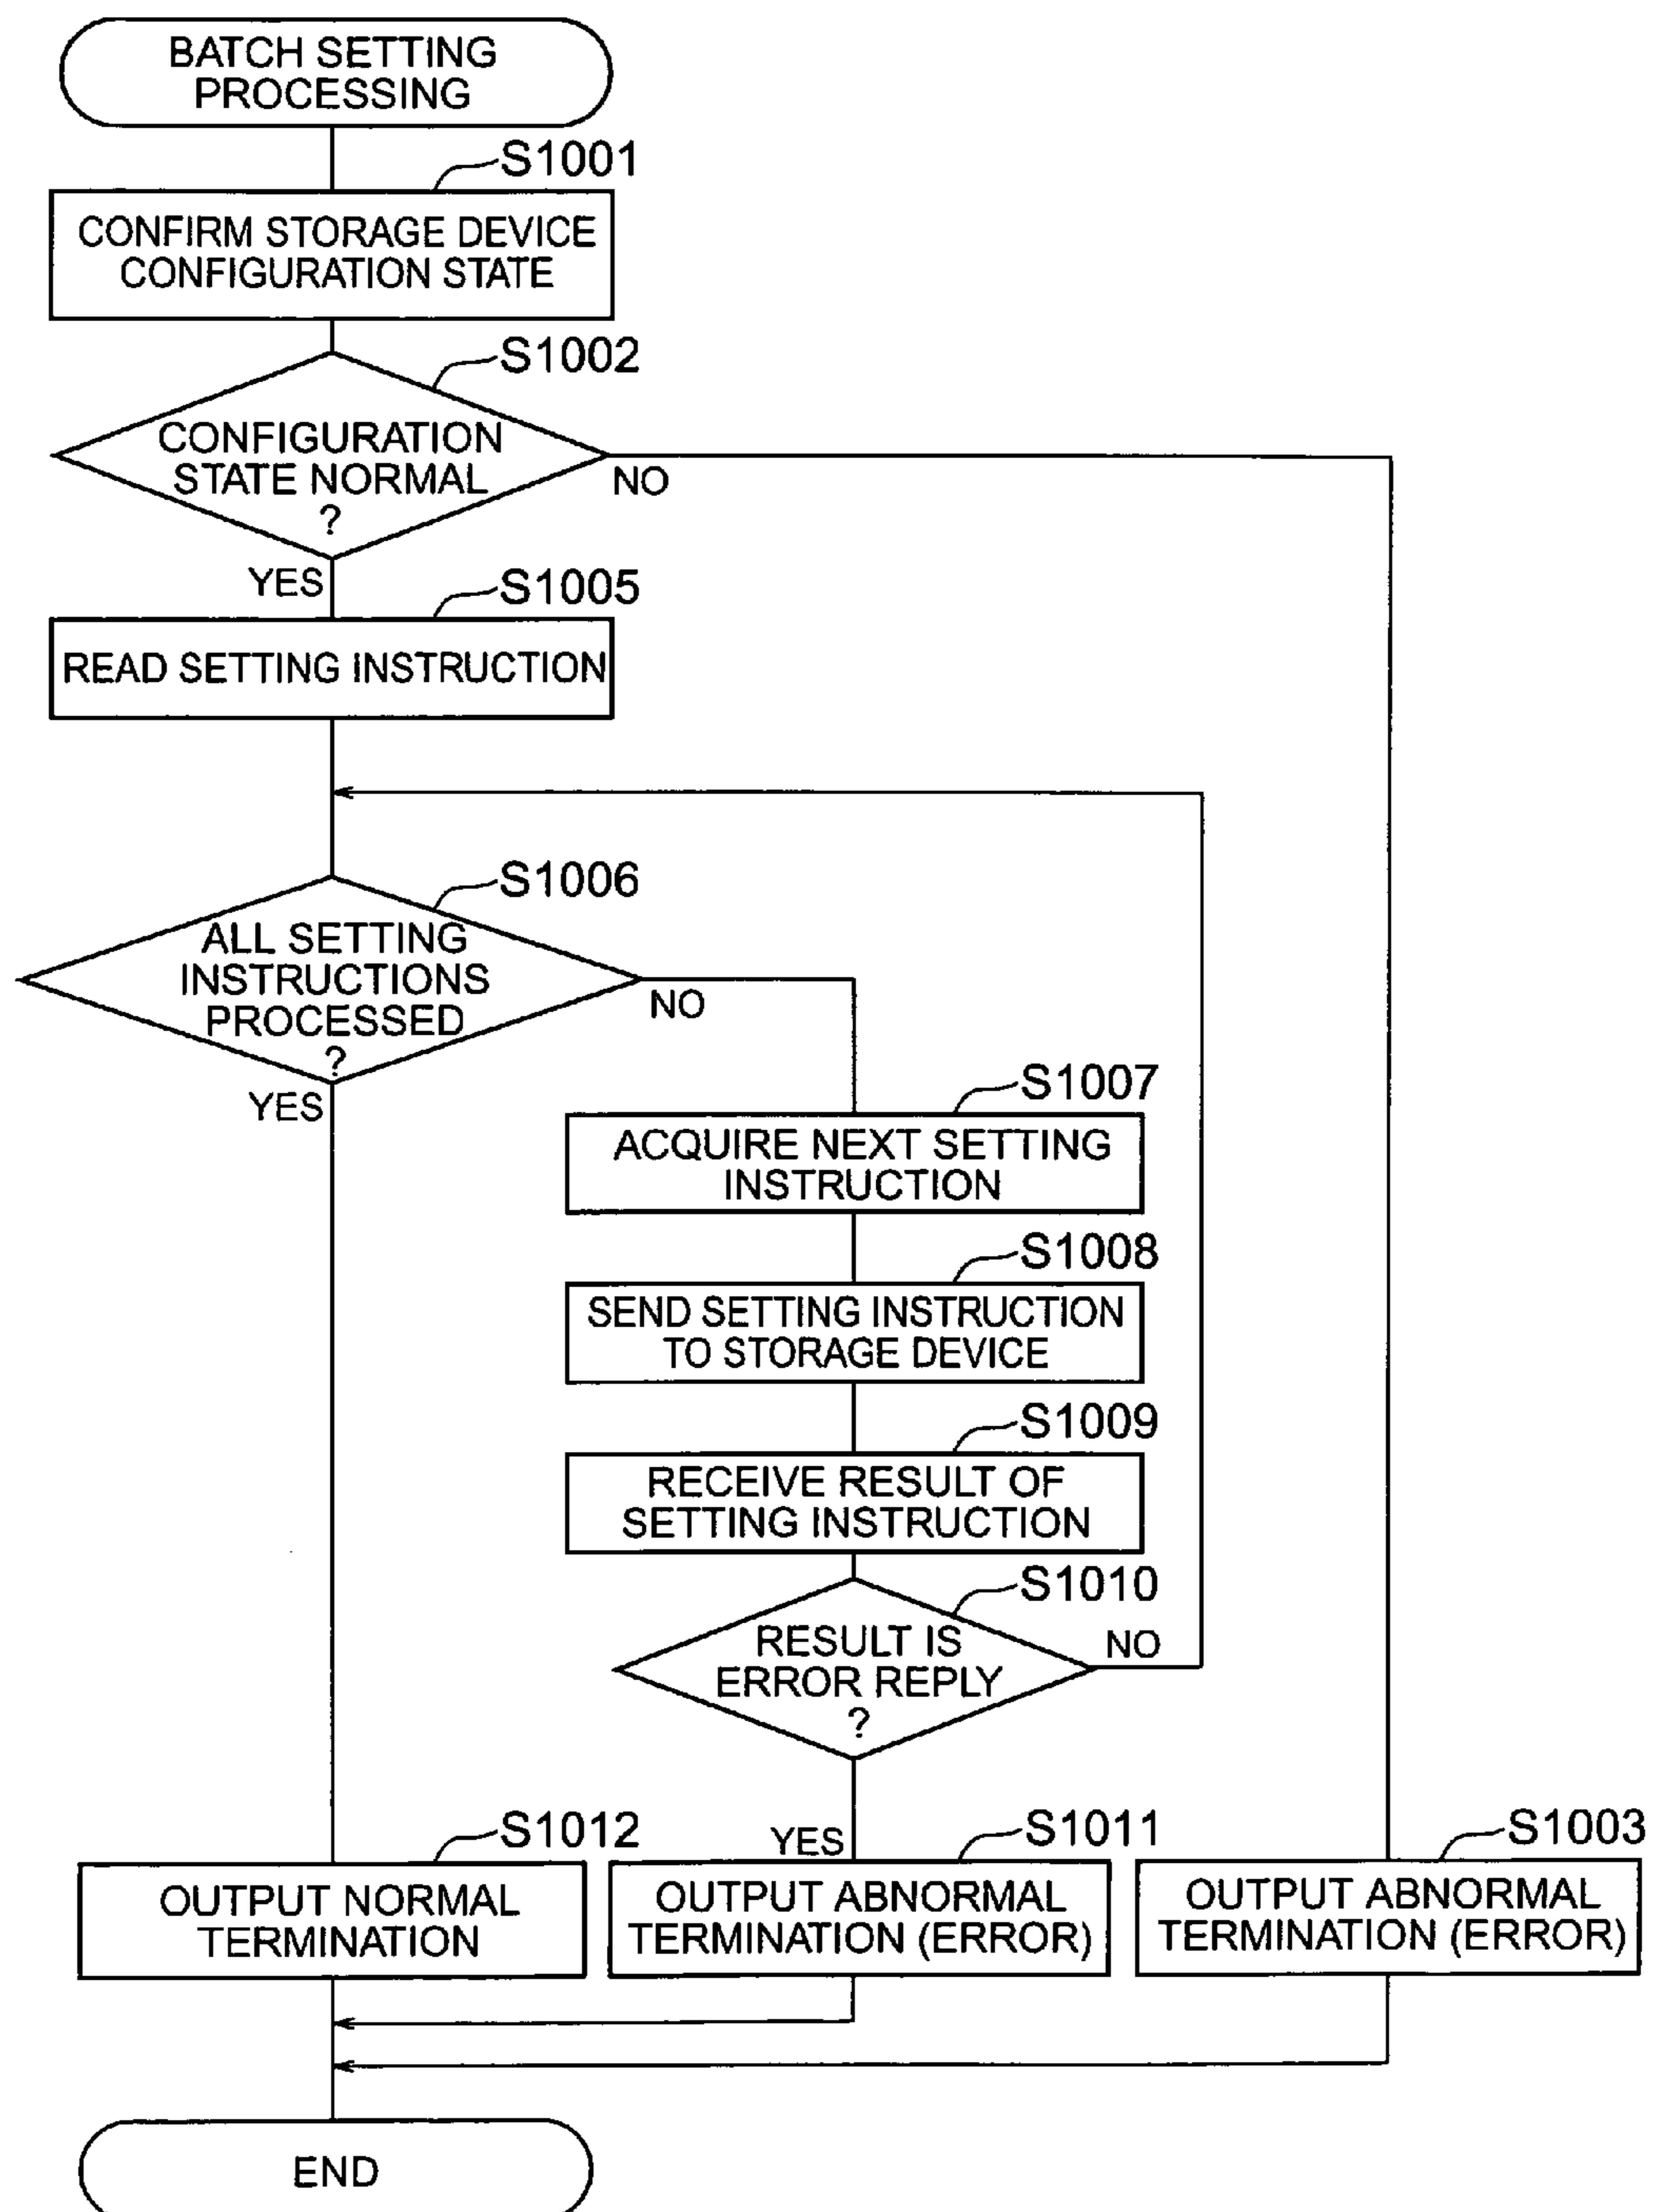 BATCH SETTING
PROCESSING
S1001
CONFIRM STORAGE DEVICE
CONFIGURATION STATE
S1002
CONFIGURATION
STATE NORMAL
?
NO
YES
S1005
READ SETTING INSTRUCTION
S1006
ALL SETTING
INSTRUCTIONS
PROCESSED
?
NO
YES
S1007
ACQUIRE NEXT SETTING
INSTRUCTION
S1008
SEND SETTING INSTRUCTION
TO STORAGE DEVICE
S1009
RECEIVE RESULT OF
SETTING INSTRUCTION
S1010
RESULT IS
ERROR REPLY
?
NO
YES
S1012
OUTPUT NORMAL
TERMINATION
S1011
OUTPUT ABNORMAL
TERMINATION (ERROR)
S1003
OUTPUT ABNORMAL
TERMINATION (ERROR)
END